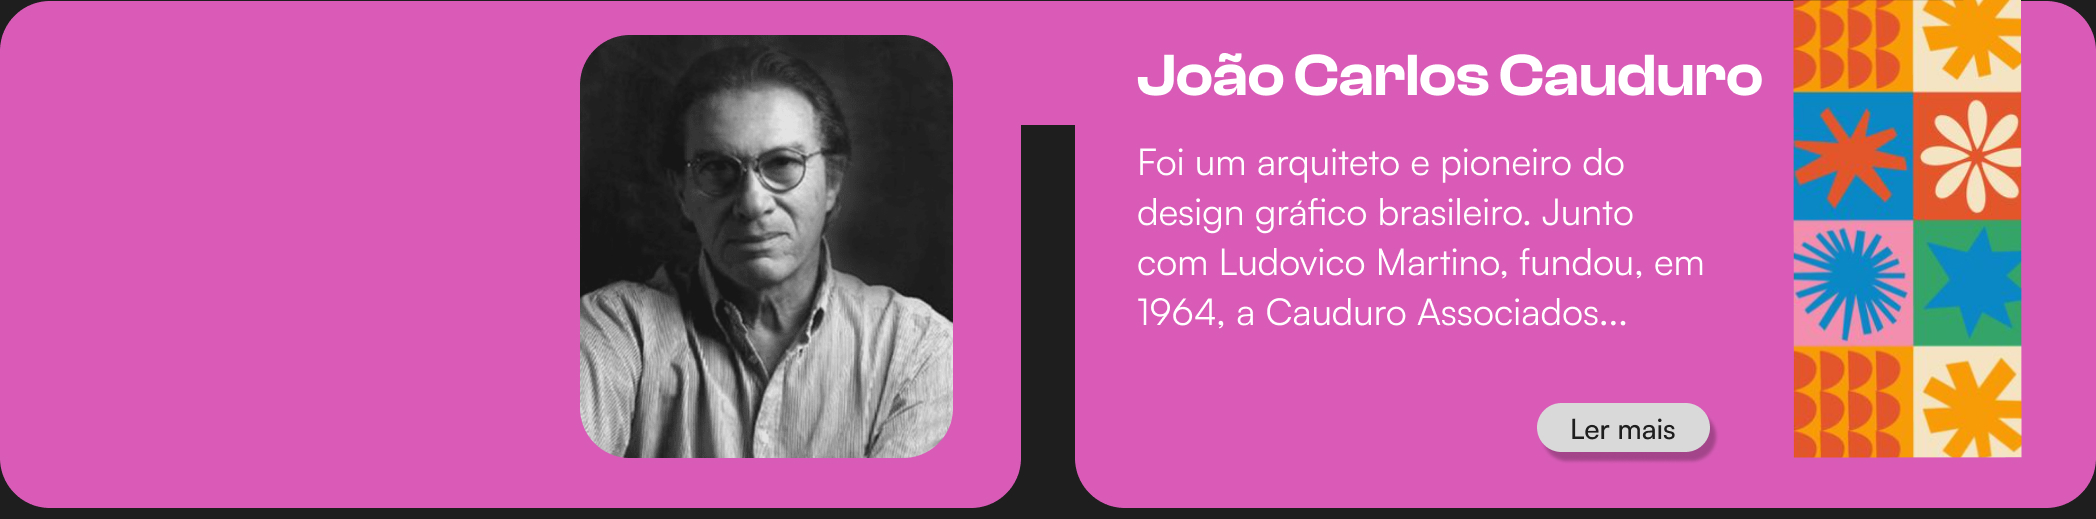 João Carlos Cauduro
Foi um arquiteto e pioneiro do
design gráfico brasileiro. Junto
com Ludovico Martino, fundou, em
1964, a Cauduro Associados...
Ler mais